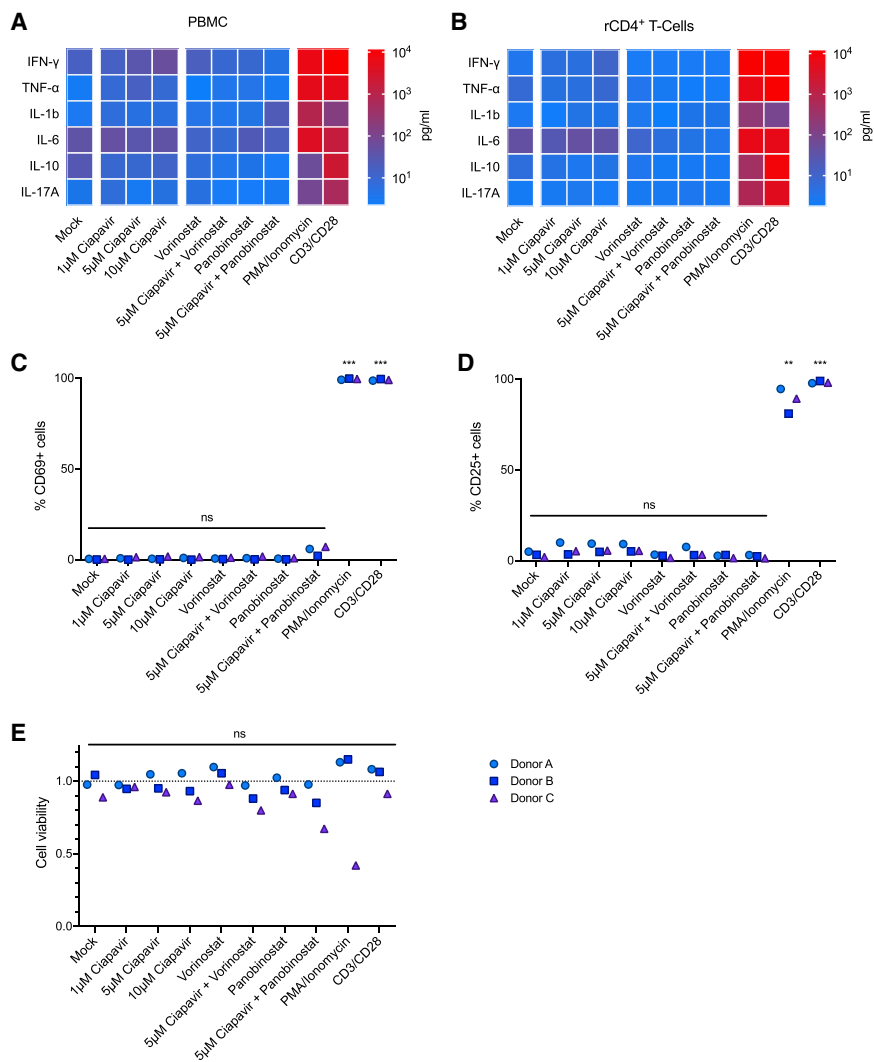 A
PBMC
IFN-γ
TNF-α
IL-1b
IL-6
IL-10
IL-17A
Mock
1μM Ciapavir
5μM Ciapavir
10μM Ciapavir
Vorinostat
5μM Ciapavir + Vorinostat
Panobinostat
5μM Ciapavir + Panobinostat
PMA/Ionomycin
CD3/CD28
10⁴
10³
10²
10¹
pg/ml
B
rCD4⁺ T-Cells
IFN-γ
TNF-α
IL-1b
IL-6
IL-10
IL-17A
Mock
1μM Ciapavir
5μM Ciapavir
10μM Ciapavir
Vorinostat
5μM Ciapavir + Vorinostat
Panobinostat
5μM Ciapavir + Panobinostat
PMA/Ionomycin
CD3/CD28
10⁴
10³
10²
10¹
pg/ml
C
% CD69+ cells
100
50
0
ns
***
***
Mock
1μM Ciapavir
5μM Ciapavir
10μM Ciapavir
Vorinostat
5μM Ciapavir + Vorinostat
Panobinostat
5μM Ciapavir + Panobinostat
PMA/Ionomycin
CD3/CD28
D
% CD25+ cells
100
50
0
ns
**
***
Mock
1μM Ciapavir
5μM Ciapavir
10μM Ciapavir
Vorinostat
5μM Ciapavir + Vorinostat
Panobinostat
5μM Ciapavir + Panobinostat
PMA/Ionomycin
CD3/CD28
E
Cell viability
1.0
0.5
0.0
ns
Mock
1μM Ciapavir
5μM Ciapavir
10μM Ciapavir
Vorinostat
5μM Ciapavir + Vorinostat
Panobinostat
5μM Ciapavir + Panobinostat
PMA/Ionomycin
CD3/CD28
Donor A
Donor B
Donor C